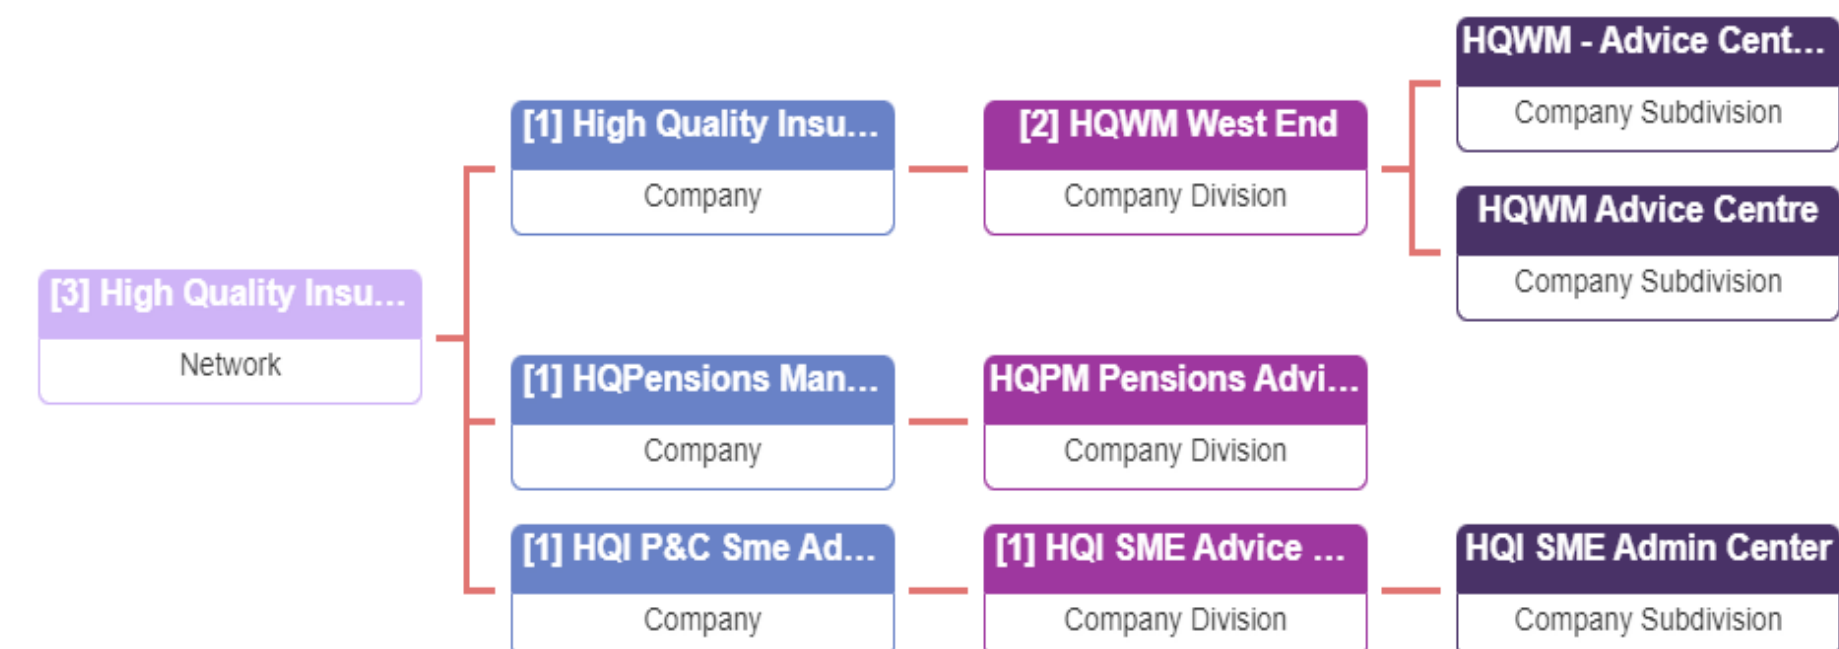 HQWM - Advice Cent...
Company Subdivision
[1] High Quality Insu...
Company
[2] HQWM West End
Company Division
HQWM Advice Centre
Company Subdivision
[3] High Quality Insu...
Network
[1] HQPensions Man...
Company
HQPM Pensions Advi...
Company Division
[1] HQI P&C Sme Ad...
Company
[1] HQI SME Advice ...
Company Division
HQI SME Admin Center
Company Subdivision